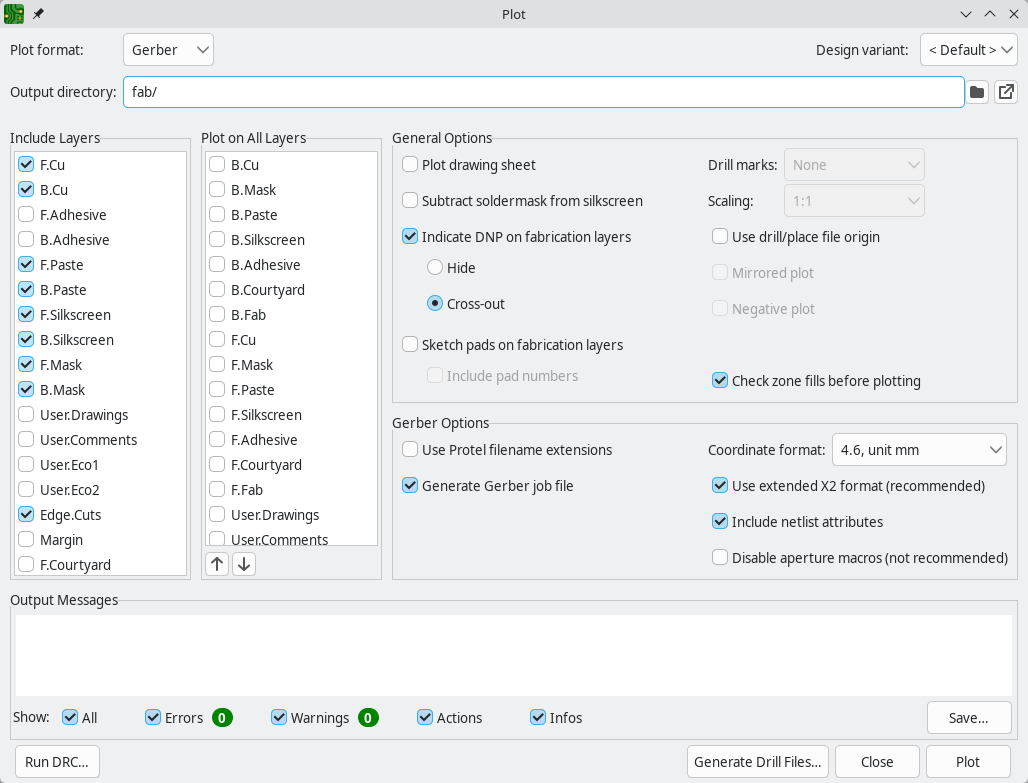 Plot
Plot format: Gerber Design variant: < Default >
Output directory: fab/
Include Layers
F.Cu
B.Cu
F.Adhesive
B.Adhesive
F.Paste
B.Paste
F.Silkscreen
B.Silkscreen
F.Mask
B.Mask
User.Drawings
User.Comments
User.Eco1
User.Eco2
Edge.Cuts
Margin
F.Courtyard
Plot on All Layers
B.Cu
B.Mask
B.Paste
B.Silkscreen
B.Adhesive
B.Courtyard
B.Fab
F.Cu
F.Mask
F.Paste
F.Silkscreen
F.Adhesive
F.Courtyard
F.Fab
User.Drawings
User.Comments
General Options
Plot drawing sheet
Subtract soldermask from silkscreen
Indicate DNP on fabrication layers
Hide
Cross-out
Sketch pads on fabrication layers
Include pad numbers
Drill marks: None
Scaling: 1:1
Use drill/place file origin
Mirrored plot
Negative plot
Check zone fills before plotting
Gerber Options
Use Protel filename extensions
Generate Gerber job file
Coordinate format: 4.6, unit mm
Use extended X2 format (recommended)
Include netlist attributes
Disable aperture macros (not recommended)
Output Messages
Show: All Errors 0 Warnings 0 Actions Infos Save...
Run DRC... Generate Drill Files... Close Plot